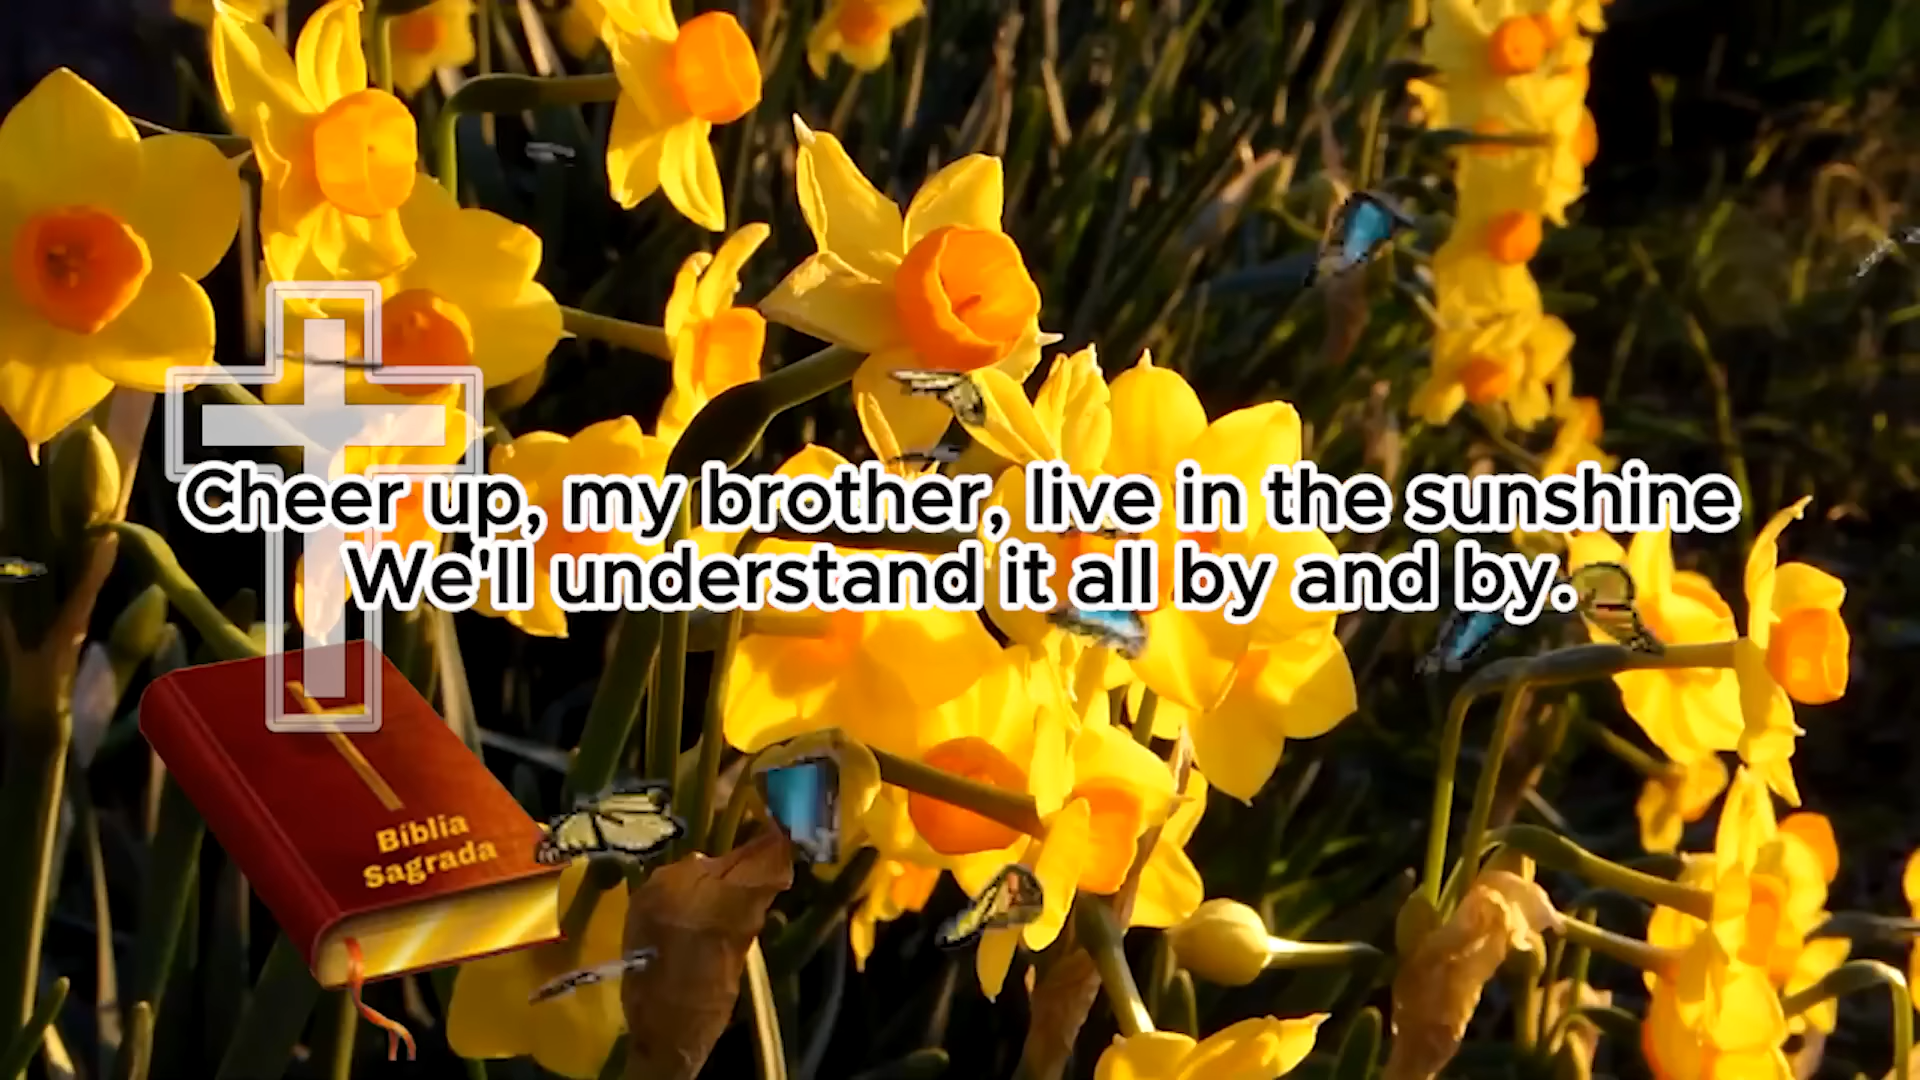 Cheer up, my brother, live in the sunshine
We'll understand it all by and by.
Bíblia
Sagrada